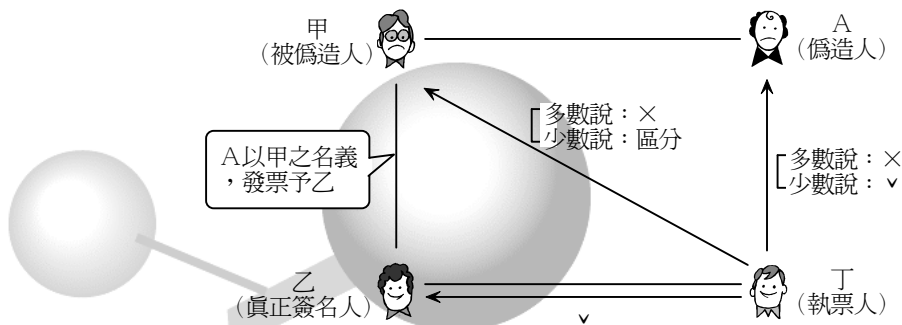 甲
（被偽造人）
A
（偽造人）
多數說：×
少數說：區分
A以甲之名義
，發票予乙
多數說：×
少數說：ˇ
乙
（眞正簽名人）
丁
（執票人）
ˇ